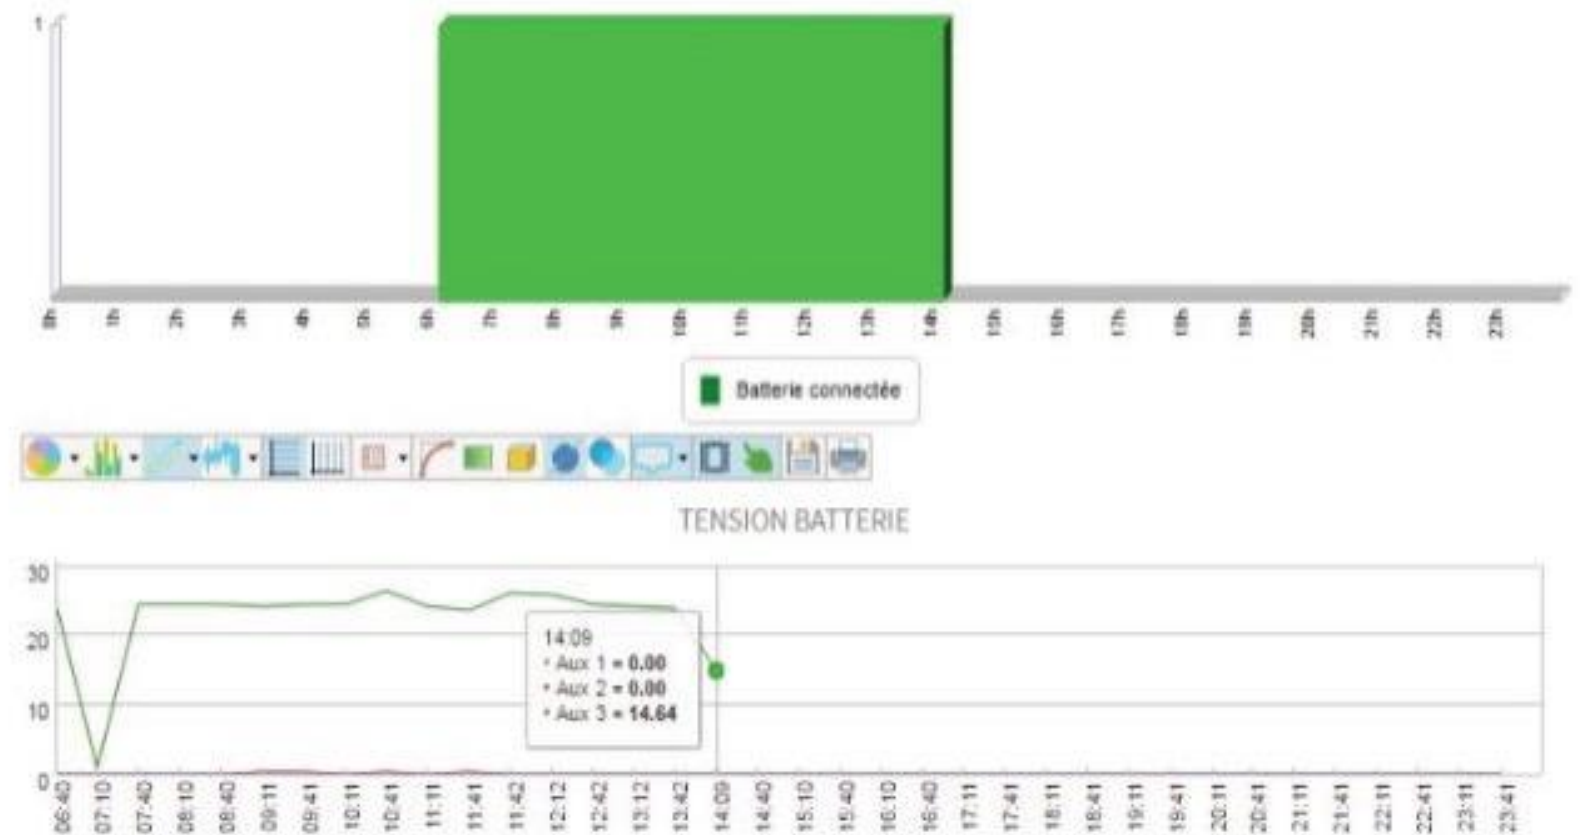 1
0h 1h 2h 3h 4h 5h 6h 7h 8h 9h 10h 11h 12h 13h 14h 15h 16h 17h 18h 19h 20h 21h 22h 23h
Batterie connectée
TENSION BATTERIE
30
20
10
0
14:09
• Aux 1 = 0.00
• Aux 2 = 0.00
• Aux 3 = 14.64
06:40 07:10 07:40 08:10 08:40 09:11 09:41 10:11 10:41 11:11 11:41 11:42 12:12 12:42 13:12 13:42 14:09 14:40 15:10 15:40 16:10 16:40 17:11 17:41 18:11 18:41 19:11 19:41 20:11 20:41 21:11 21:41 22:11 22:41 23:11 23:41